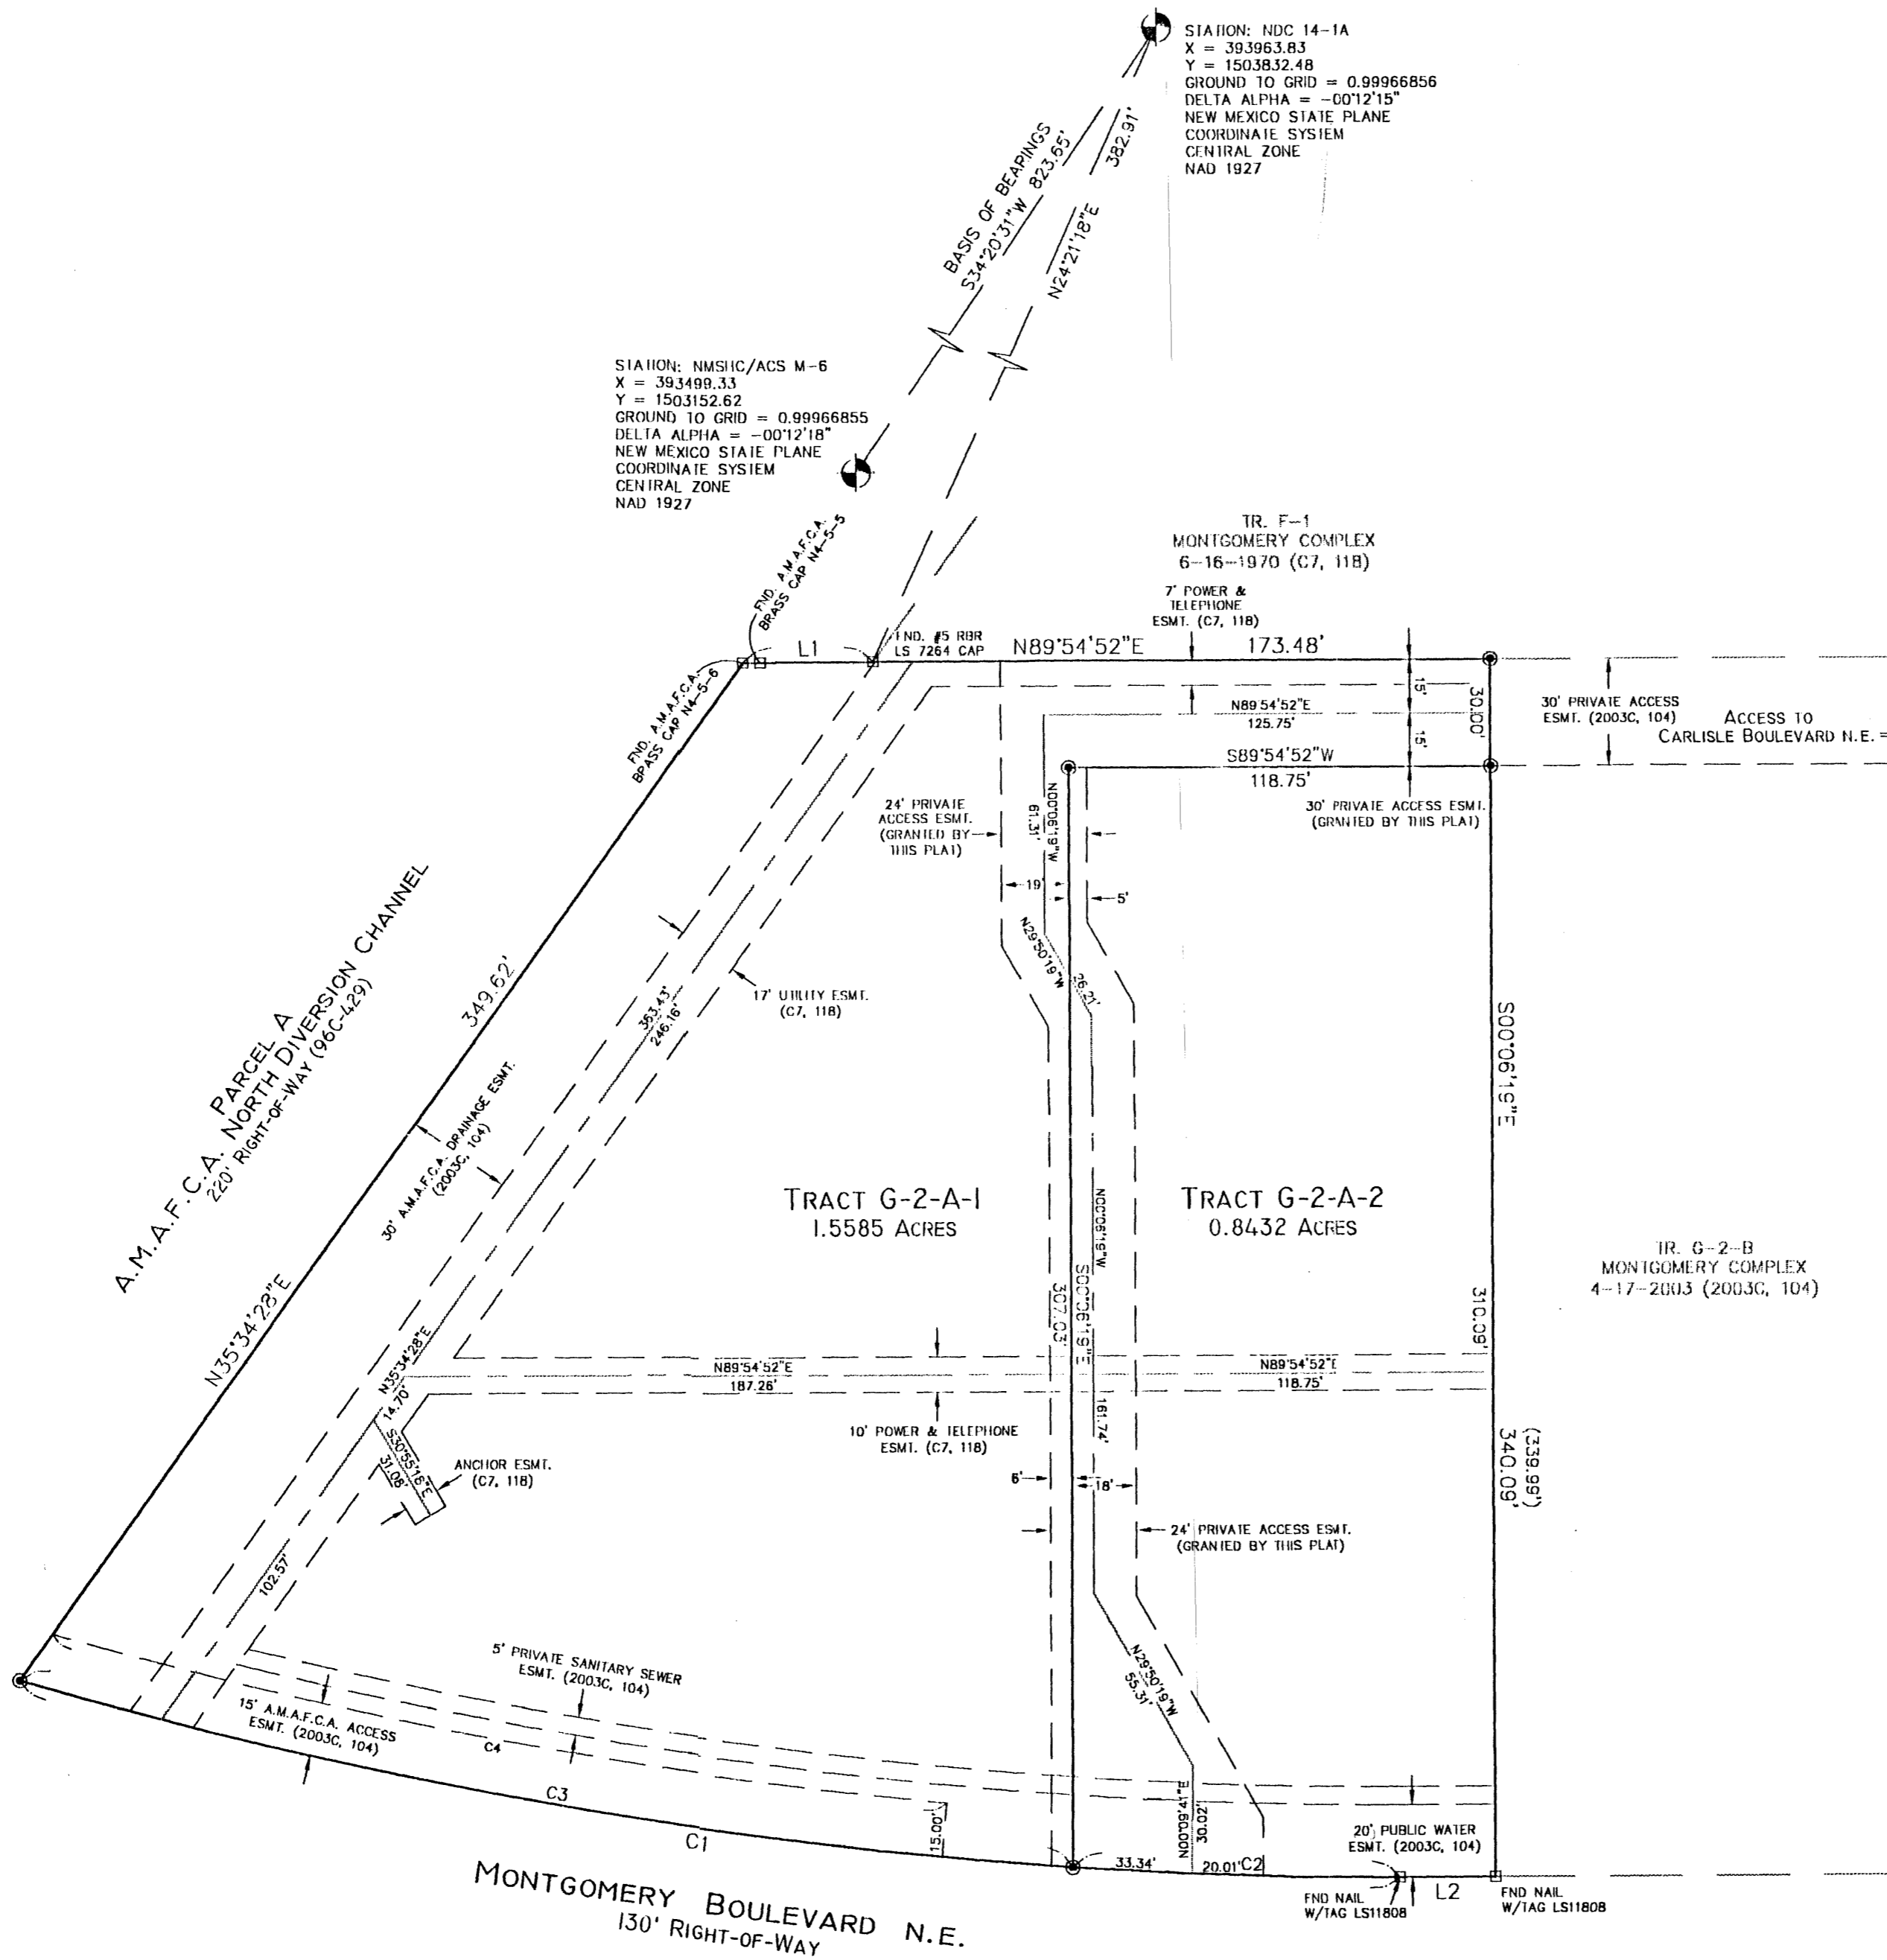 STATION: NDC 14-1A
X = 393963.83
Y = 1503832.48
GROUND TO GRID = 0.99966856
DELTA ALPHA = -00°12'15"
NEW MEXICO STATE PLANE
COORDINATE SYSTEM
CENTRAL ZONE
NAD 1927
BASIS OF BEARINGS
S34°20'31"W 823.65'
N24°21'18"E
382.91'
STATION: NMSHC/ACS M-6
X = 393499.33
Y = 1503152.62
GROUND TO GRID = 0.99966855
DELTA ALPHA = -00°12'18"
NEW MEXICO STATE PLANE
COORDINATE SYSTEM
CENTRAL ZONE
NAD 1927
FND. A.M.A.F.C.A.
BRASS CAP N4-5-5
FND. A.M.A.F.C.A.
BRASS CAP N4-5-6
L1
FND. #5 RBR
LS 7264 CAP
TR. F-1
MONTGOMERY COMPLEX
6-16-1970 (C7, 118)
7' POWER &
TELEPHONE
ESMT. (C7, 118)
N89°54'52"E
173.48'
15'
15'
30.00'
30' PRIVATE ACCESS
ESMT. (2003C, 104)
ACCESS TO
CARLISLE BOULEVARD N.E. =
N89°54'52"E
125.75'
S89°54'52"W
118.75'
30' PRIVATE ACCESS ESMT.
(GRANTED BY THIS PLAT)
24' PRIVATE
ACCESS ESMT.
(GRANTED BY
THIS PLAT)
N00°06'19"W
61.31'
19'
5'
N29°50'19"W
26.21'
PARCEL A
A.M.A.F.C.A. NORTH DIVERSION CHANNEL
220' RIGHT-OF-WAY (96C-429)
349.62'
N35°34'28"E
17' UTILITY ESMT.
(C7, 118)
353.43'
246.16'
30' A.M.A.F.C.A. DRAINAGE ESMT.
(2003C, 104)
TRACT G-2-A-1
1.5585 ACRES
TRACT G-2-A-2
0.8432 ACRES
N00°06'19"W
161.74'
S00°06'19"E
307.03'
S00°06'19"E
310.09'
(339.99')
340.09'
TR. G-2-B
MONTGOMERY COMPLEX
4-17-2003 (2003C, 104)
N89°54'52"E
187.26'
N89°54'52"E
118.75'
10' POWER & TELEPHONE
ESMT. (C7, 118)
N35°34'28"E
14.70'
S30°55'16"E
31.08'
ANCHOR ESMT.
(C7, 118)
102.57'
6'
18'
24' PRIVATE ACCESS ESMT.
(GRANTED BY THIS PLAT)
N29°50'19"W
55.31'
5' PRIVATE SANITARY SEWER
ESMT. (2003C, 104)
15' A.M.A.F.C.A. ACCESS
ESMT. (2003C, 104)
C4
C3
C1
15.00'
N00°09'41"E
30.02'
33.34'
20.01'
C2
20' PUBLIC WATER
ESMT. (2003C, 104)
FND NAIL
W/TAG LS11808
L2
FND NAIL
W/TAG LS11808
MONTGOMERY BOULEVARD N.E.
130' RIGHT-OF-WAY